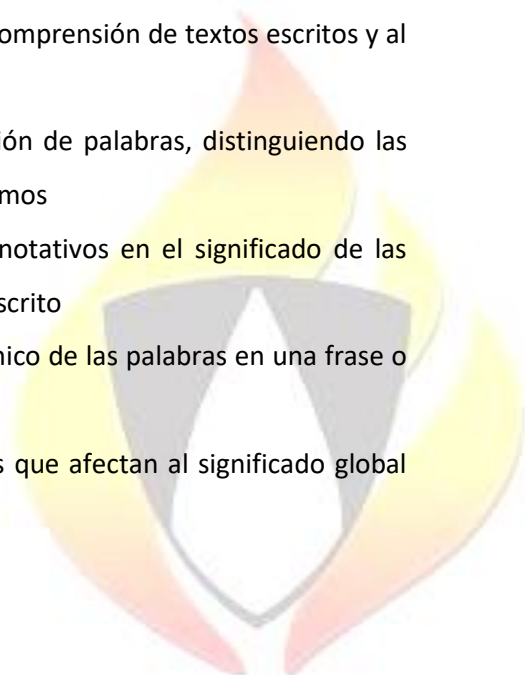 omprensión de textos escritos y al
ión de palabras, distinguiendo las
mos
notativos en el significado de las
scrito
nico de las palabras en una frase o
s que afectan al significado global